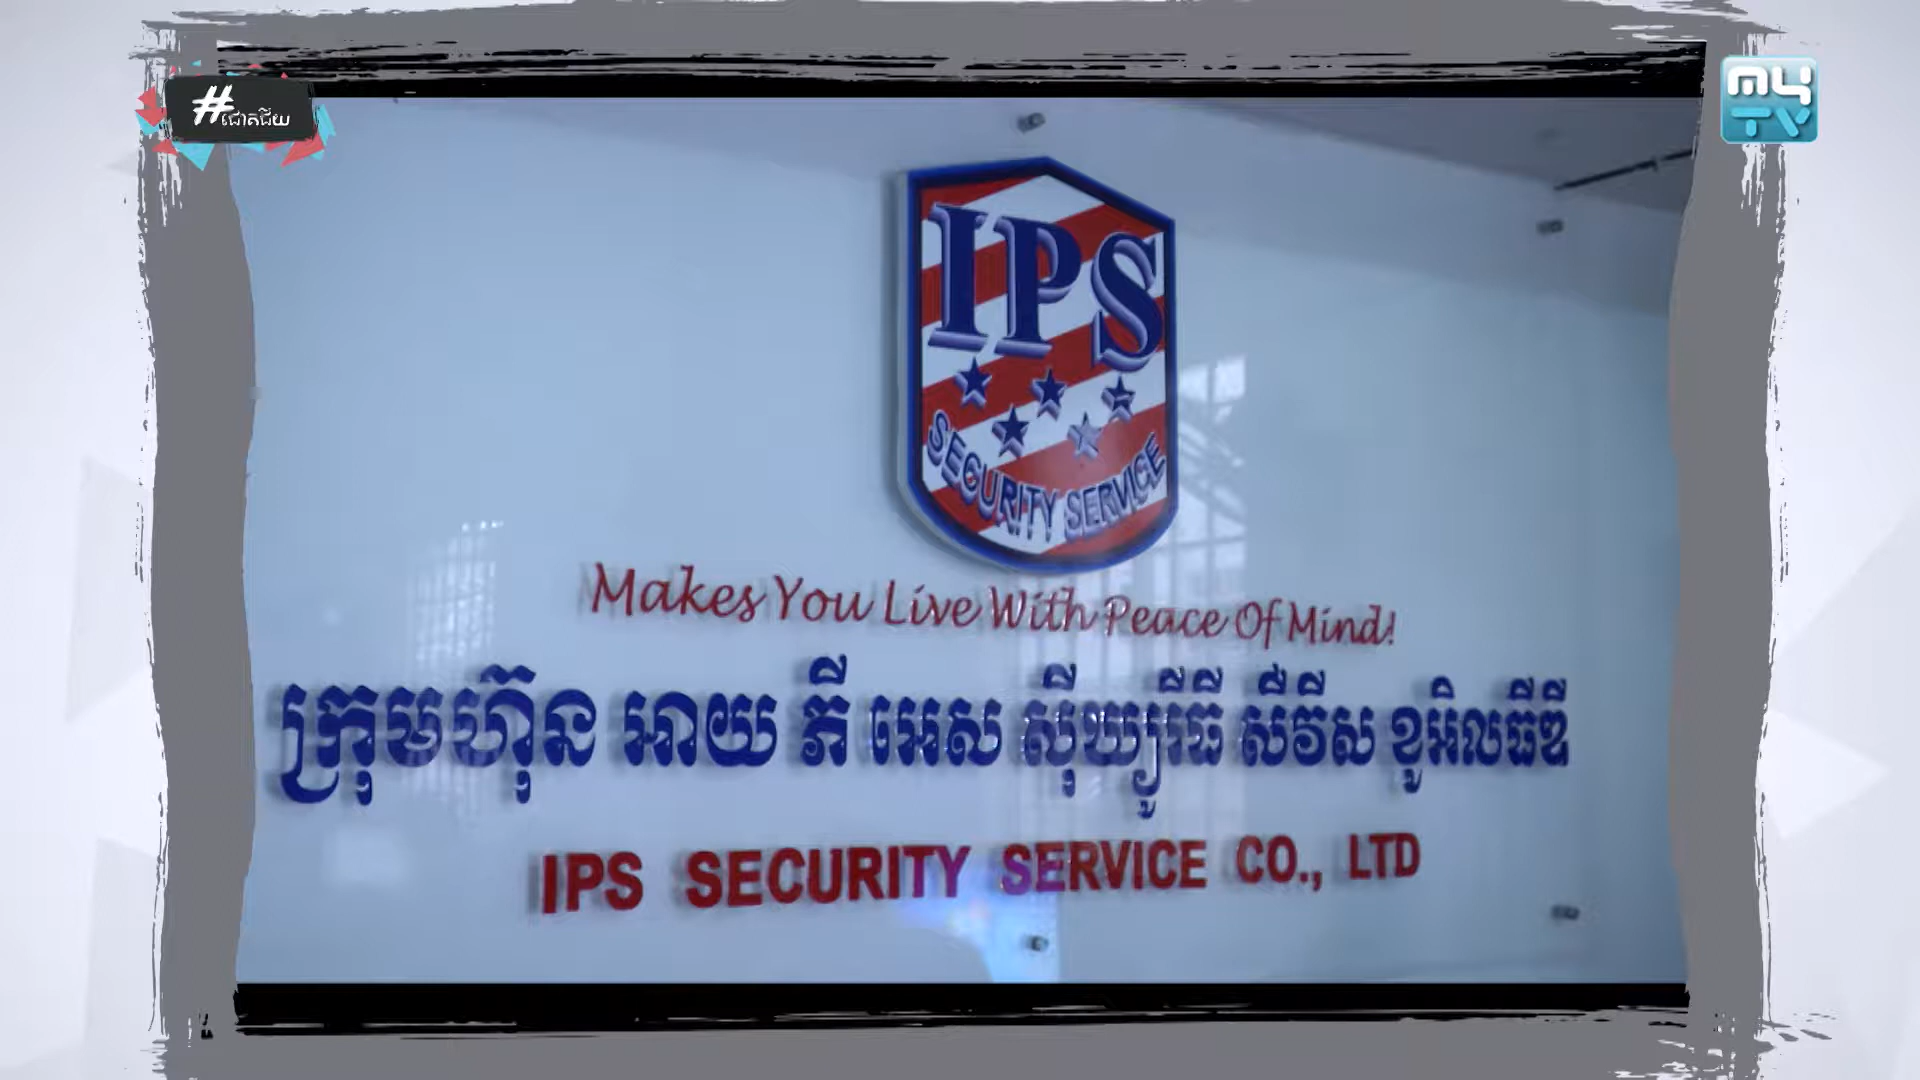 #ជោគជ័យ
MY
TV
IPS
SECURITY SERVICE
Makes You Live With Peace Of Mind!
ក្រុមហ៊ុន អាយ ភី អេស ស៊ីឃ្យូរីធី សឺវីស ខូអិលធីឌី
IPS SECURITY SERVICE CO., LTD